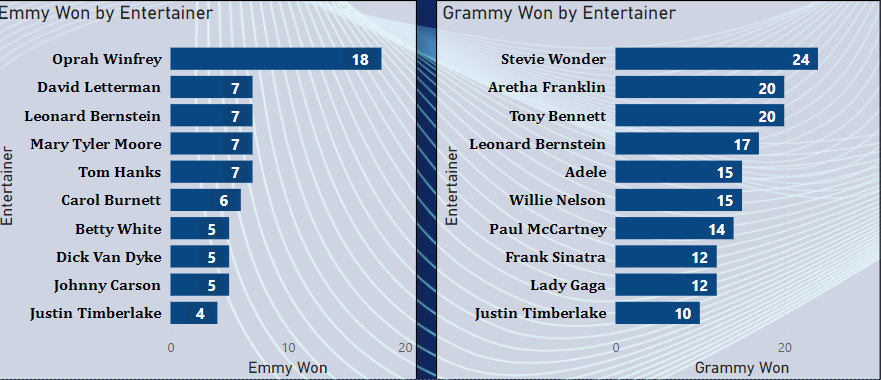 Emmy Won by Entertainer
Entertainer
Oprah Winfrey 18
David Letterman 7
Leonard Bernstein 7
Mary Tyler Moore 7
Tom Hanks 7
Carol Burnett 6
Betty White 5
Dick Van Dyke 5
Johnny Carson 5
Justin Timberlake 4
0 10 20
Emmy Won
Grammy Won by Entertainer
Entertainer
Stevie Wonder 24
Aretha Franklin 20
Tony Bennett 20
Leonard Bernstein 17
Adele 15
Willie Nelson 15
Paul McCartney 14
Frank Sinatra 12
Lady Gaga 12
Justin Timberlake 10
0 20
Grammy Won